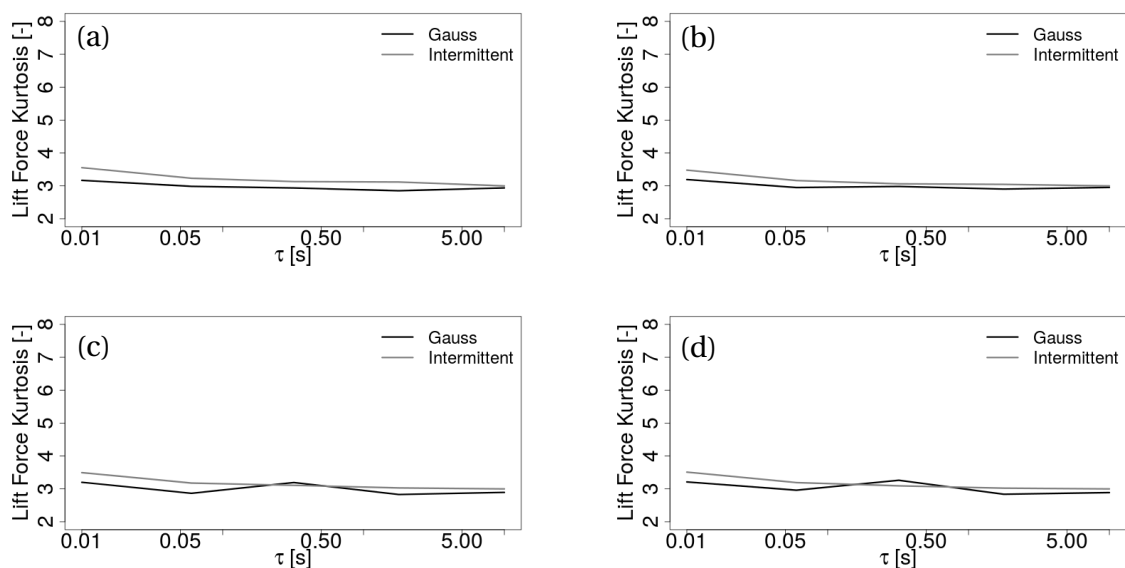 (a)
Gauss
Intermittent
Lift Force Kurtosis [-]
8
7
6
5
4
3
2
0.01 0.05 0.50 5.00
τ [s]
(b)
Gauss
Intermittent
Lift Force Kurtosis [-]
8
7
6
5
4
3
2
0.01 0.05 0.50 5.00
τ [s]
(c)
Gauss
Intermittent
Lift Force Kurtosis [-]
8
7
6
5
4
3
2
0.01 0.05 0.50 5.00
τ [s]
(d)
Gauss
Intermittent
Lift Force Kurtosis [-]
8
7
6
5
4
3
2
0.01 0.05 0.50 5.00
τ [s]